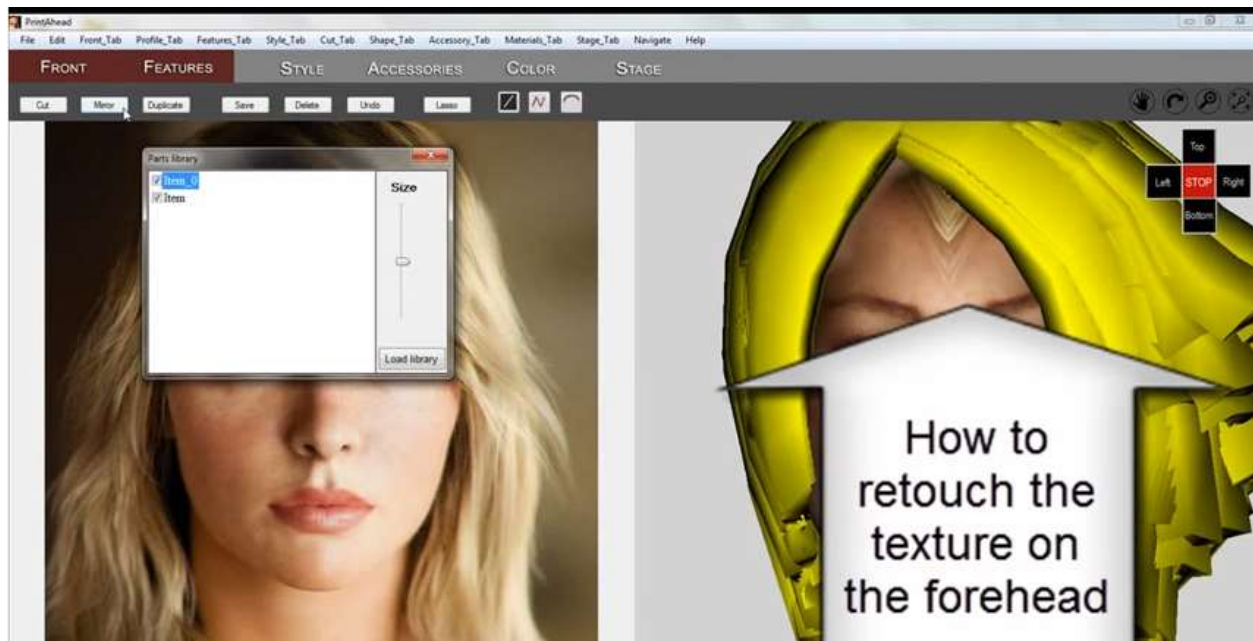 PrintAhead
File Edit Front_Tab Profile_Tab Features_Tab Style_Tab Cut_Tab Shape_Tab Accessory_Tab Materials_Tab Stage_Tab Navigate Help
FRONT FEATURES STYLE ACCESSORIES COLOR STAGE
Cut Mirror Duplicate Save Delete Undo Lasso
Parts library
Item_0
Item
Size
Load library
Top
Left STOP Right
Bottom
How to
retouch the
texture on
the forehead